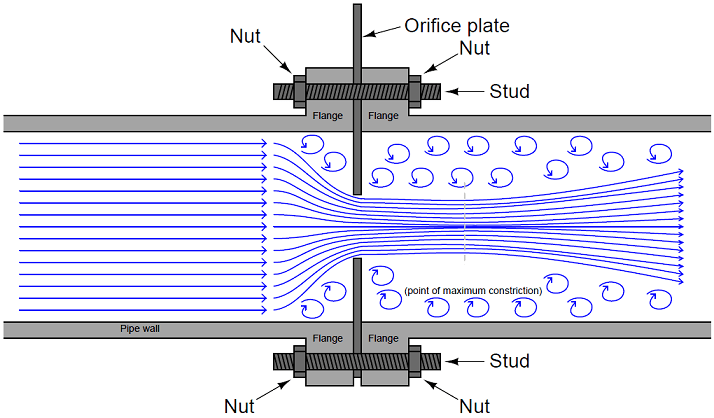 Orifice plate
Nut
Nut
Stud
Flange
Flange
(point of maximum constriction)
Pipe wall
Flange
Flange
Stud
Nut
Nut